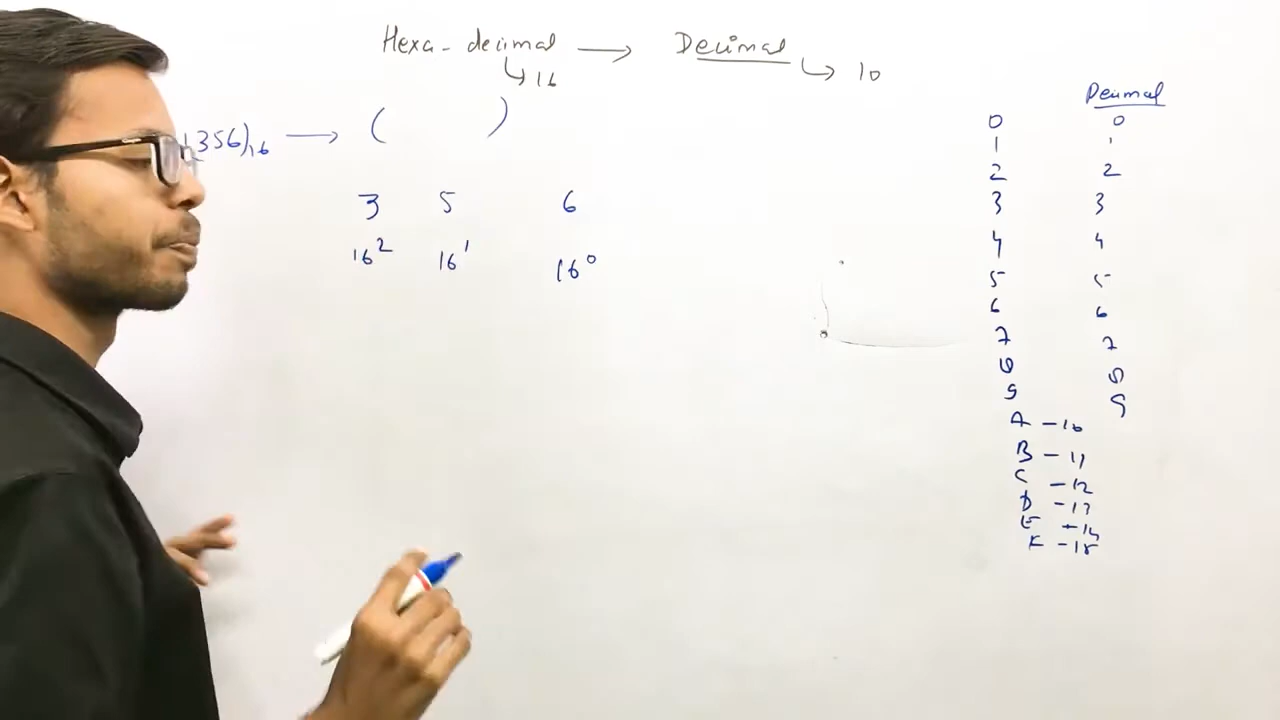 Hexa - decimal → Decimal
↳ 16 ↳ 10
(356)₁₆ → ( )
3 5 6
16² 16¹ 16⁰
Decimal
0 0
1 1
2 2
3 3
4 4
5 5
6 6
7 7
8 8
9 9
A - 10
B - 11
C - 12
D - 13
E - 14
F - 15